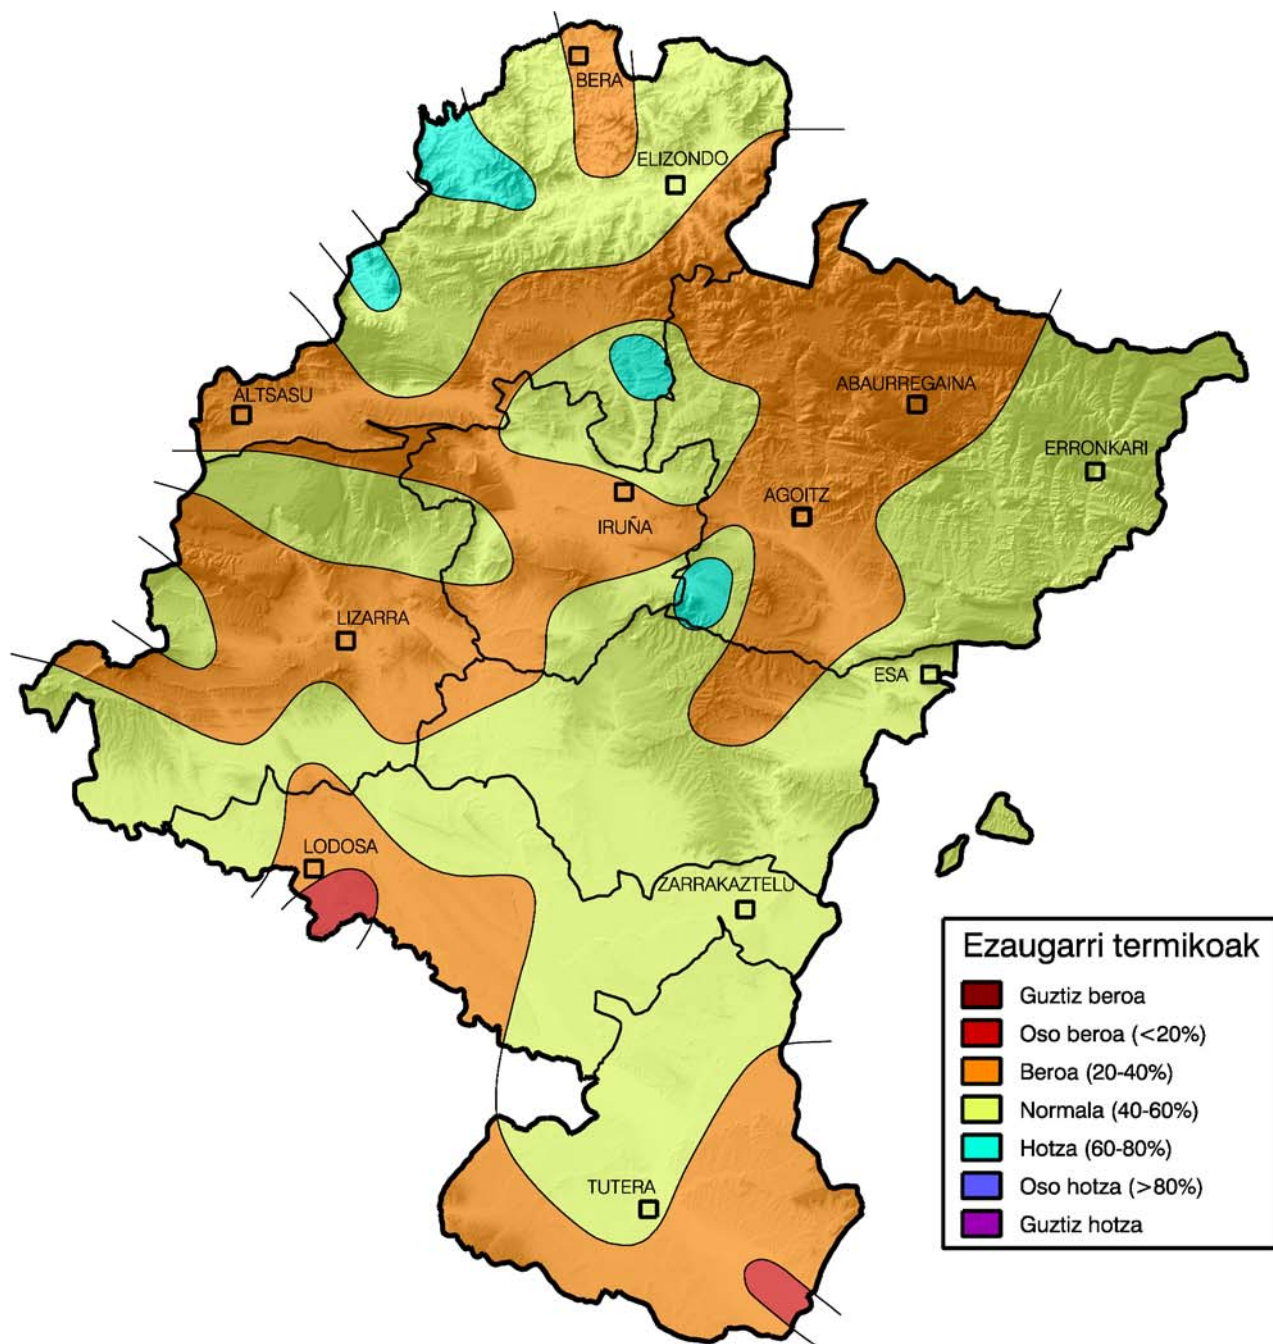 BERA
ELIZONDO
ALTSASU
ABAURREGAINA
ERRONKARI
IRUÑA
AGOITZ
LIZARRA
ESA
LODOSA
ZARRAKAZTELU
TUTERA
Ezaugarri termikoak
Guztiz beroa
Oso beroa (<20%)
Beroa (20-40%)
Normala (40-60%)
Hotza (60-80%)
Oso hotza (>80%)
Guztiz hotza